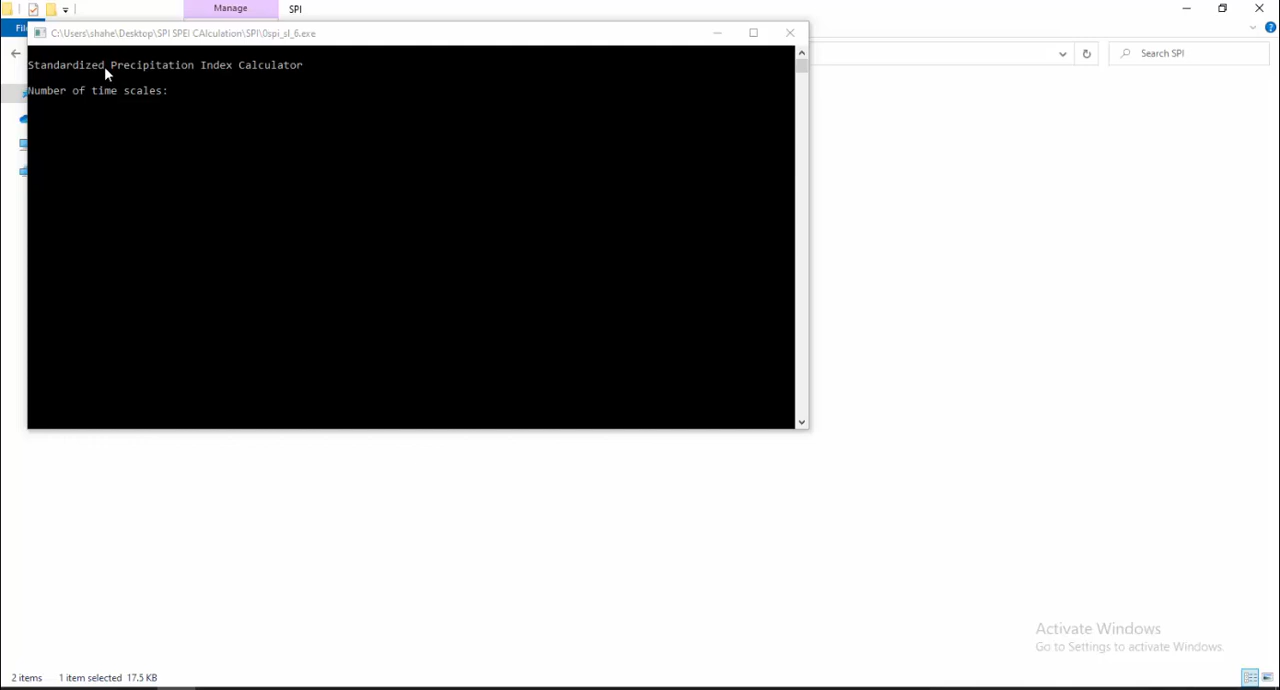 Manage
SPI
Fil
C:\Users\shahe\Desktop\SPI SPEI CAlculation\SPI\0spi_sl_6.exe
Search SPI
Standardized Precipitation Index Calculator
Number of time scales:
Activate Windows
Go to Settings to activate Windows.
2 items 1 item selected 17.5 KB